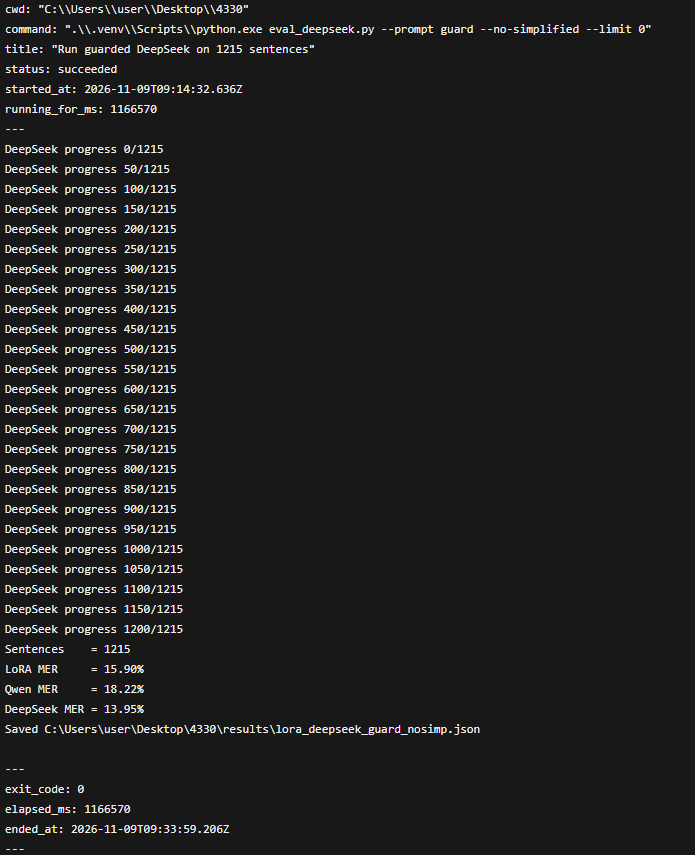 cwd: "C:\\Users\\user\\Desktop\\4330"
command: ".\\.venv\\Scripts\\python.exe eval_deepseek.py --prompt guard --no-simplified --limit 0"
title: "Run guarded DeepSeek on 1215 sentences"
status: succeeded
started_at: 2026-11-09T09:14:32.636Z
running_for_ms: 1166570
---
DeepSeek progress 0/1215
DeepSeek progress 50/1215
DeepSeek progress 100/1215
DeepSeek progress 150/1215
DeepSeek progress 200/1215
DeepSeek progress 250/1215
DeepSeek progress 300/1215
DeepSeek progress 350/1215
DeepSeek progress 400/1215
DeepSeek progress 450/1215
DeepSeek progress 500/1215
DeepSeek progress 550/1215
DeepSeek progress 600/1215
DeepSeek progress 650/1215
DeepSeek progress 700/1215
DeepSeek progress 750/1215
DeepSeek progress 800/1215
DeepSeek progress 850/1215
DeepSeek progress 900/1215
DeepSeek progress 950/1215
DeepSeek progress 1000/1215
DeepSeek progress 1050/1215
DeepSeek progress 1100/1215
DeepSeek progress 1150/1215
DeepSeek progress 1200/1215
Sentences    = 1215
LoRA MER     = 15.90%
Qwen MER     = 18.22%
DeepSeek MER = 13.95%
Saved C:\Users\user\Desktop\4330\results\lora_deepseek_guard_nosimp.json

---
exit_code: 0
elapsed_ms: 1166570
ended_at: 2026-11-09T09:33:59.206Z
---